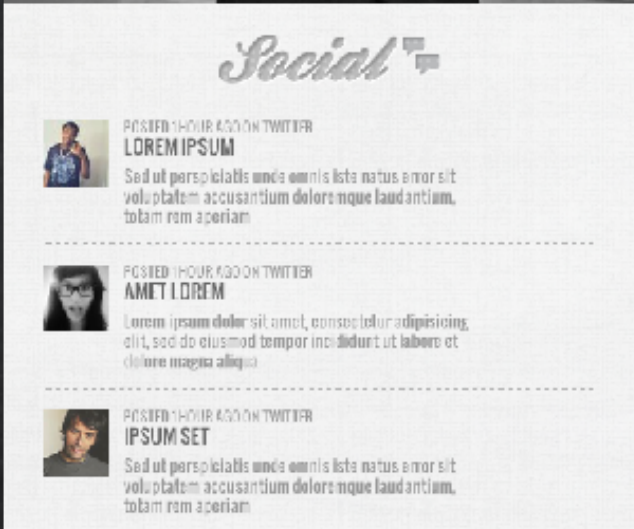 Social
POSTED 1 HOUR AGO ON TWITTER
LOREM IPSUM
Sed ut perspiciatis unde omnis iste natus error sit
voluptatem accusantium doloremque laudantium,
totam rem aperiam
POSTED 1 HOUR AGO ON TWITTER
AMET LOREM
Lorem ipsum dolor sit amet, consectetur adipisicing
elit, sed do eiusmod tempor incididunt ut labore et
dolore magna aliqua
POSTED 1 HOUR AGO ON TWITTER
IPSUM SET
Sed ut perspiciatis unde omnis iste natus error sit
voluptatem accusantium doloremque laudantium,
totam rem aperiam